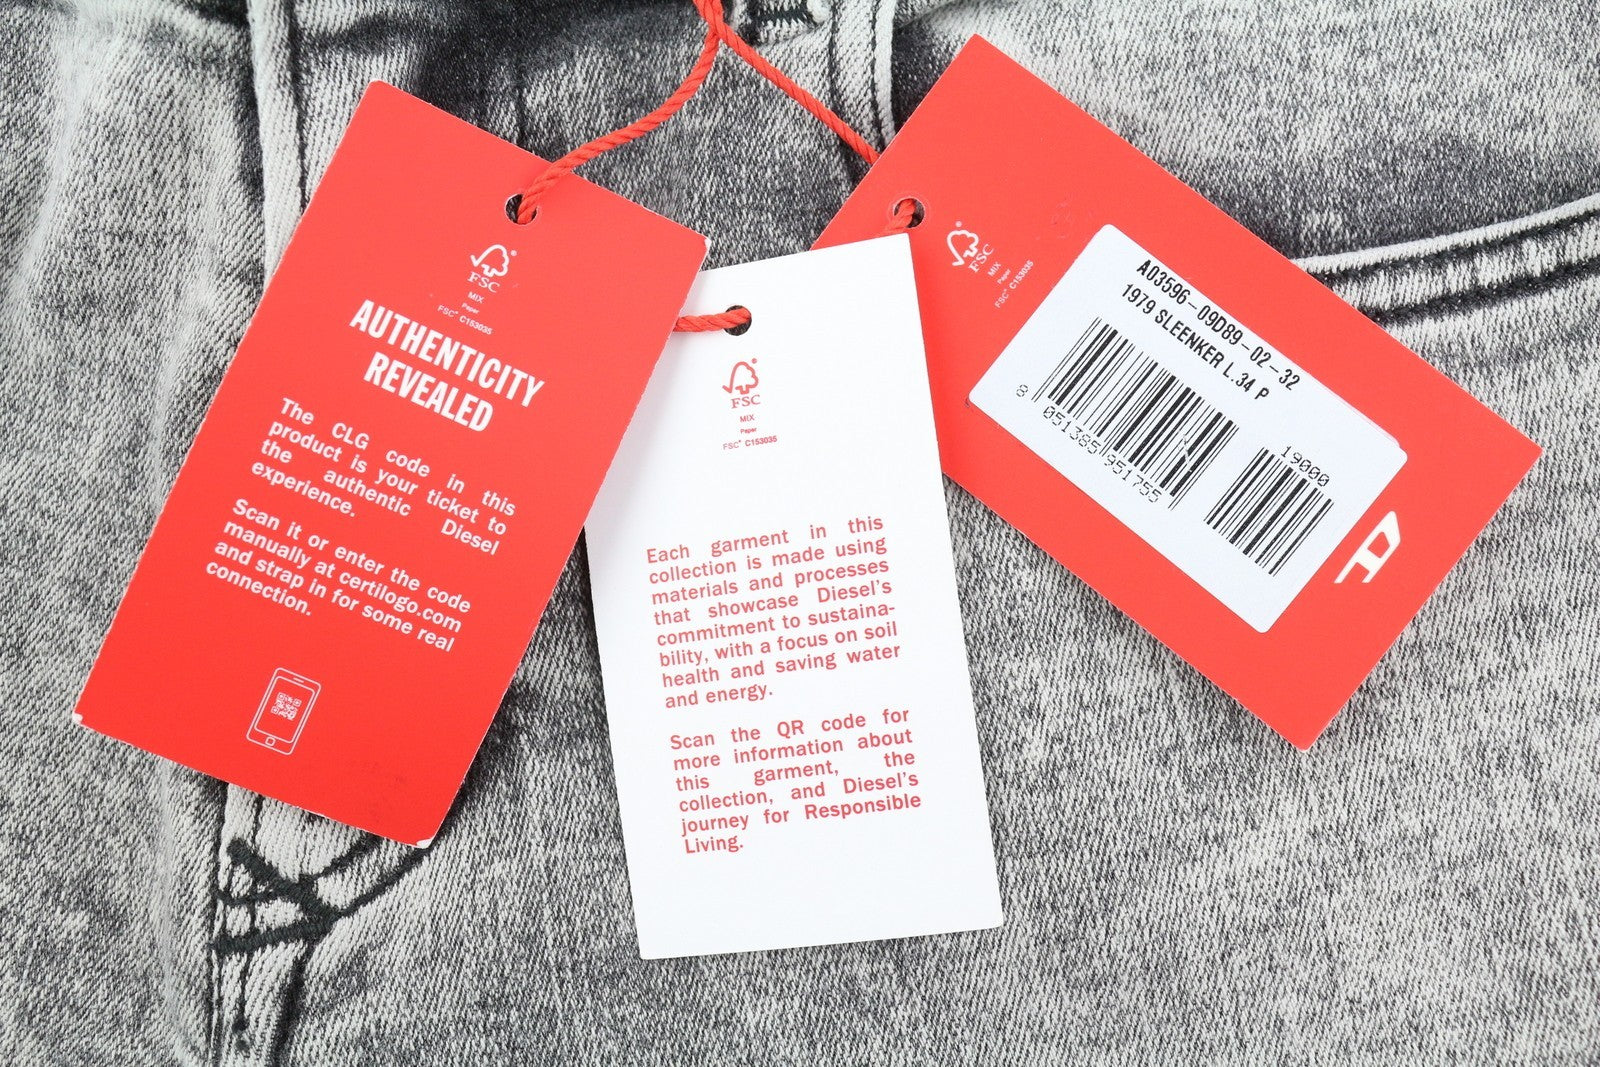 FSC®
MIX
Paper
FSC® C153035
AUTHENTICITY
REVEALED
The CLG code in this
product is your ticket to
the authentic Diesel
experience.
Scan it or enter the code
manually at certilogo.com
and strap in for some real
connection.
FSC
MIX
Paper
FSC® C153035
Each garment in this
collection is made using
materials and processes
that showcase Diesel's
commitment to sustaina-
bility, with a focus on soil
health and saving water
and energy.
Scan the QR code for
more information about
this garment, the
collection, and Diesel's
journey for Responsible
Living.
FSC
MIX
Paper
FSC® C153035
A03596-09D89-02-32
1979 SLEENKER L.34 P
8 051385 951755
19000
D